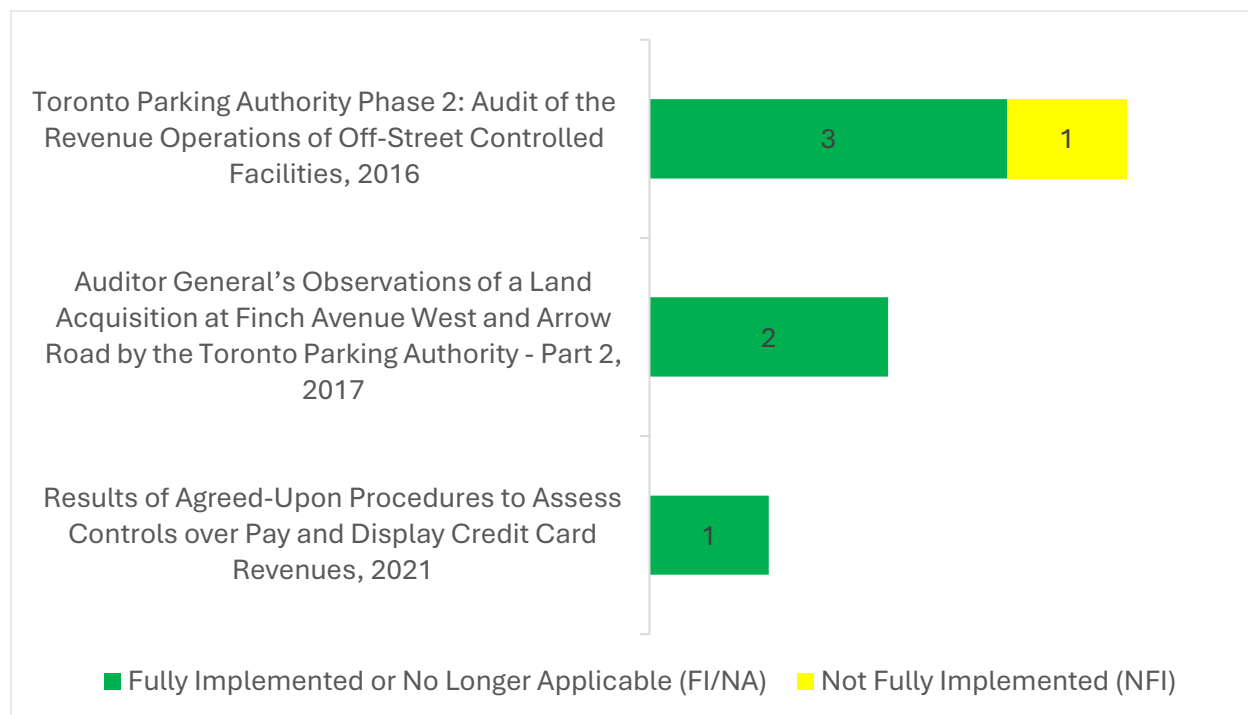 Toronto Parking Authority Phase 2: Audit of the
Revenue Operations of Off-Street Controlled
Facilities, 2016
3
1
Auditor General’s Observations of a Land
Acquisition at Finch Avenue West and Arrow
Road by the Toronto Parking Authority - Part 2,
2017
2
Results of Agreed-Upon Procedures to Assess
Controls over Pay and Display Credit Card
Revenues, 2021
1
Fully Implemented or No Longer Applicable (FI/NA)
Not Fully Implemented (NFI)